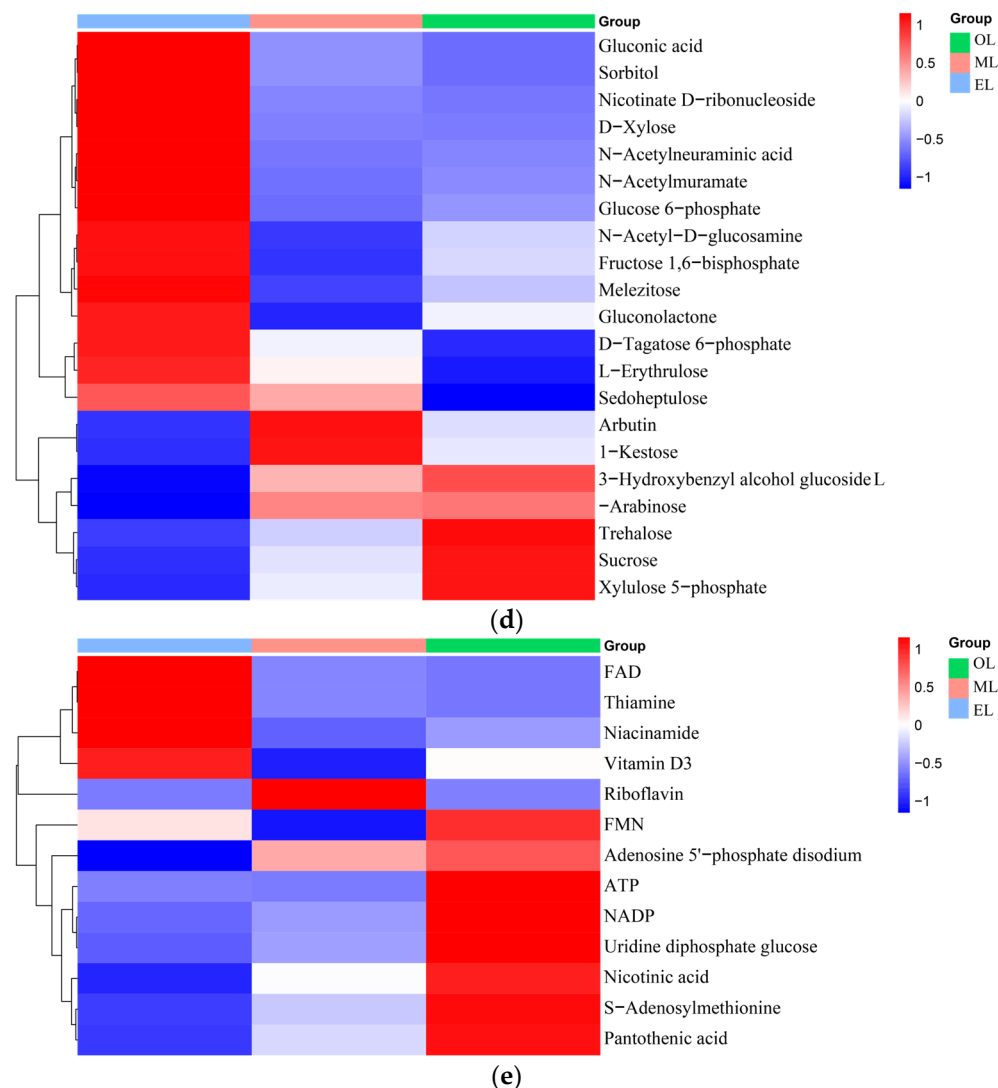 Group
Gluconic acid
Sorbitol
Nicotinate D−ribonucleoside
D−Xylose
N−Acetylneuraminic acid
N−Acetylmuramate
Glucose 6−phosphate
N−Acetyl−D−glucosamine
Fructose 1,6−bisphosphate
Melezitose
Gluconolactone
D−Tagatose 6−phosphate
L−Erythrulose
Sedoheptulose
Arbutin
1−Kestose
3−Hydroxybenzyl alcohol glucoside L
−Arabinose
Trehalose
Sucrose
Xylulose 5−phosphate
1
0.5
0
−0.5
−1
Group
OL
ML
EL
(d)
Group
FAD
Thiamine
Niacinamide
Vitamin D3
Riboflavin
FMN
Adenosine 5'−phosphate disodium
ATP
NADP
Uridine diphosphate glucose
Nicotinic acid
S−Adenosylmethionine
Pantothenic acid
1
0.5
0
−0.5
−1
Group
OL
ML
EL
(e)